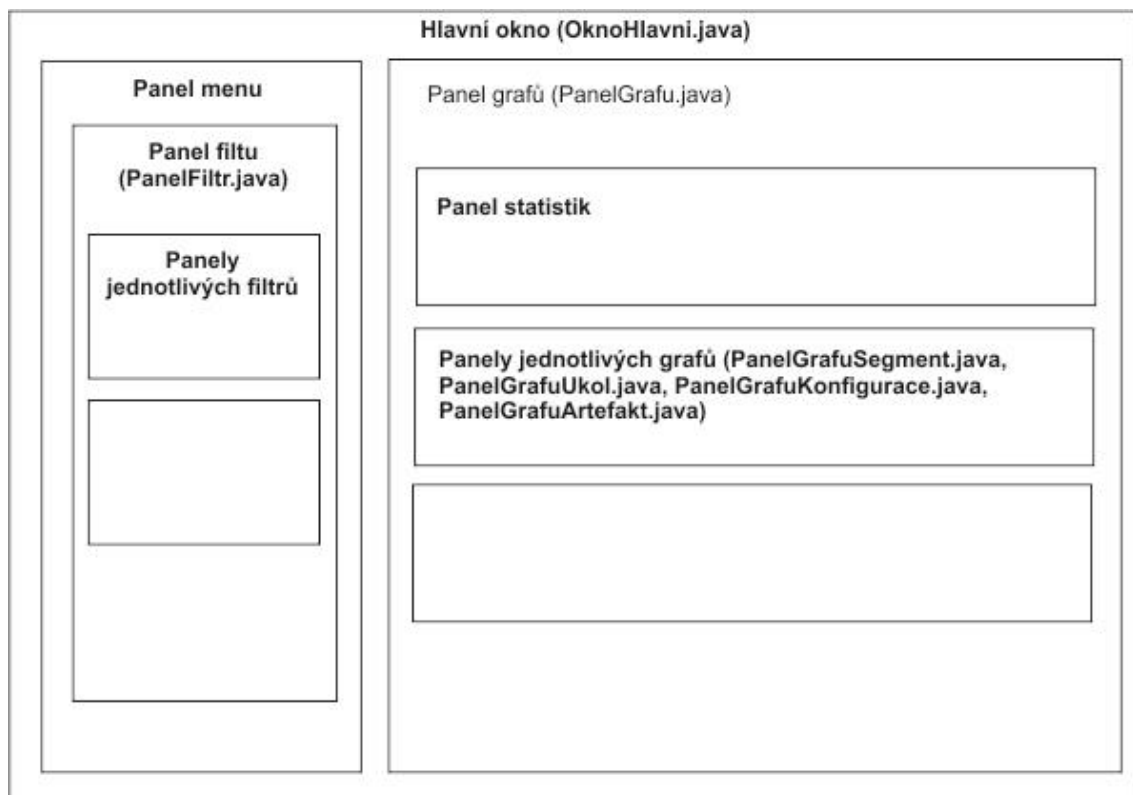 Hlavní okno (OknoHlavni.java)
Panel menu
Panel filtu
(PanelFiltr.java)
Panely
jednotlivých filtrů
Panel grafů (PanelGrafu.java)
Panel statistik
Panely jednotlivých grafů (PanelGrafuSegment.java,
PanelGrafuUkol.java, PanelGrafuKonfigurace.java,
PanelGrafuArtefakt.java)